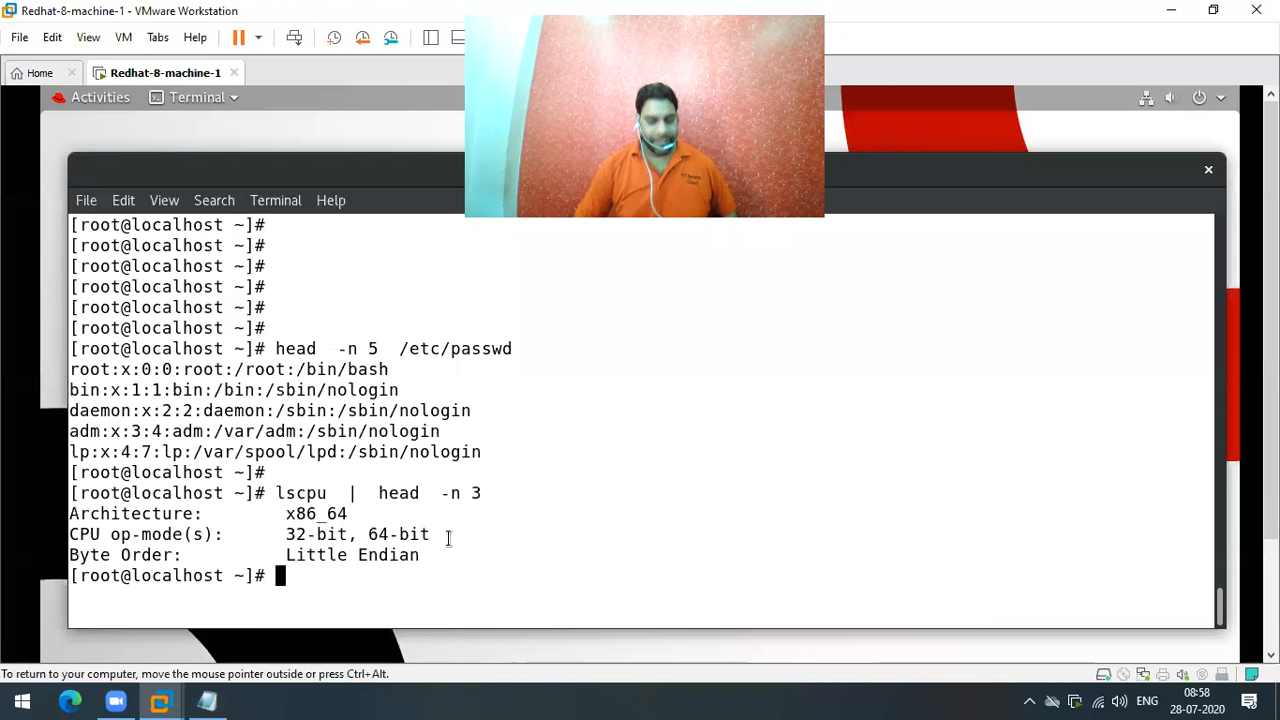 Redhat-8-machine-1 - VMware Workstation
File Edit View VM Tabs Help
Home Redhat-8-machine-1
Activities Terminal
File Edit View Search Terminal Help
[root@localhost ~]#
[root@localhost ~]#
[root@localhost ~]#
[root@localhost ~]#
[root@localhost ~]#
[root@localhost ~]#
[root@localhost ~]# head -n 5 /etc/passwd
root:x:0:0:root:/root:/bin/bash
bin:x:1:1:bin:/bin:/sbin/nologin
daemon:x:2:2:daemon:/sbin:/sbin/nologin
adm:x:3:4:adm:/var/adm:/sbin/nologin
lp:x:4:7:lp:/var/spool/lpd:/sbin/nologin
[root@localhost ~]#
[root@localhost ~]# lscpu | head -n 3
Architecture: x86_64
CPU op-mode(s): 32-bit, 64-bit
Byte Order: Little Endian
[root@localhost ~]#
To return to your computer, move the mouse pointer outside or press Ctrl+Alt.
ENG
08:58
28-07-2020